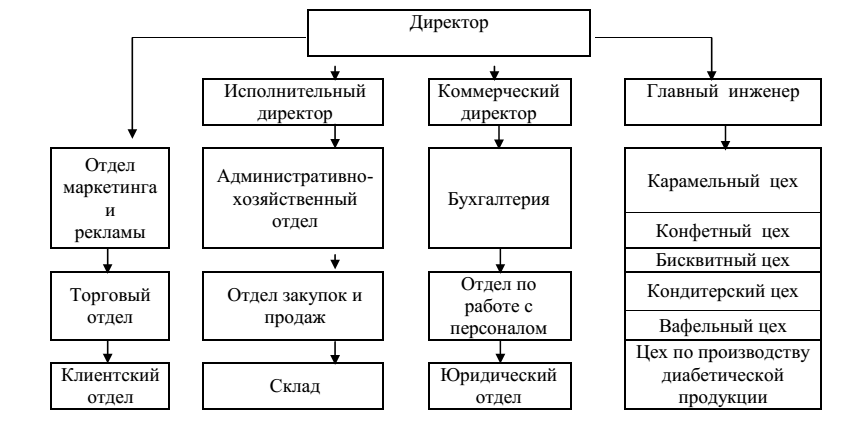 Директор
Исполнительный
директор
Коммерческий
директор
Главный инженер
Отдел
маркетинга
и
рекламы
Административно-
хозяйственный
отдел
Бухгалтерия
Карамельный цех
Конфетный цех
Бисквитный цех
Торговый
отдел
Отдел закупок и
продаж
Отдел по
работе с
персоналом
Кондитерский цех
Вафельный цех
Клиентский
отдел
Склад
Юридический
отдел
Цех по производству
диабетической
продукции